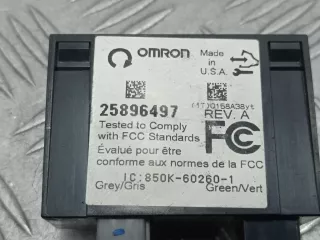 OMRON
Made in
U.S.A.
25896497
REV. A
Tested to Comply
with FCC Standards
FC
Évalué pour être
conforme aux normes de la FCC
IC:850K-60260-1
Grey/Gris Green/Vert